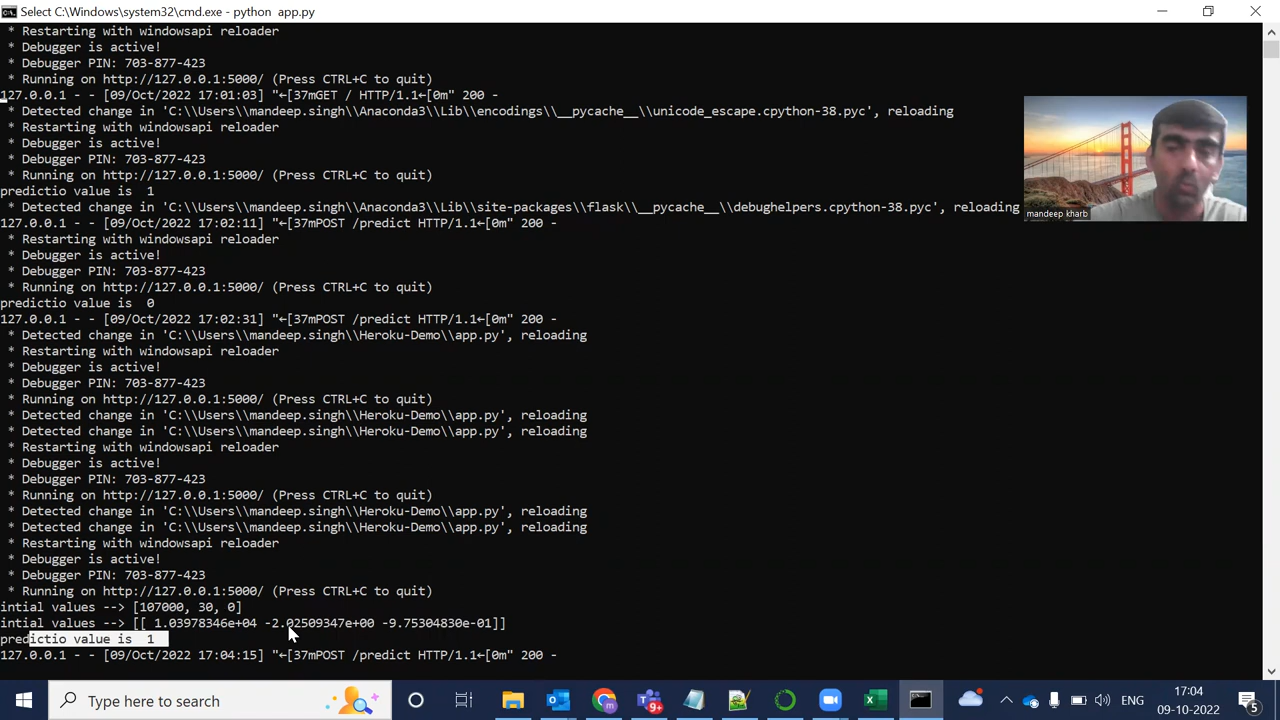 Select C:\Windows\system32\cmd.exe - python  app.py
* Restarting with windowsapi reloader
* Debugger is active!
* Debugger PIN: 703-877-423
* Running on http://127.0.0.1:5000/ (Press CTRL+C to quit)
127.0.0.1 - - [09/Oct/2022 17:01:03] "←[37mGET / HTTP/1.1←[0m" 200 -
* Detected change in 'C:\\Users\\mandeep.singh\\Anaconda3\\Lib\\encodings\\__pycache__\\unicode_escape.cpython-38.pyc', reloading
* Restarting with windowsapi reloader
* Debugger is active!
* Debugger PIN: 703-877-423
* Running on http://127.0.0.1:5000/ (Press CTRL+C to quit)
predictio value is  1
* Detected change in 'C:\\Users\\mandeep.singh\\Anaconda3\\Lib\\site-packages\\flask\\__pycache__\\debughelpers.cpython-38.pyc', reloading
127.0.0.1 - - [09/Oct/2022 17:02:11] "←[37mPOST /predict HTTP/1.1←[0m" 200 -
* Restarting with windowsapi reloader
* Debugger is active!
* Debugger PIN: 703-877-423
* Running on http://127.0.0.1:5000/ (Press CTRL+C to quit)
predictio value is  0
127.0.0.1 - - [09/Oct/2022 17:02:31] "←[37mPOST /predict HTTP/1.1←[0m" 200 -
* Detected change in 'C:\\Users\\mandeep.singh\\Heroku-Demo\\app.py', reloading
* Restarting with windowsapi reloader
* Debugger is active!
* Debugger PIN: 703-877-423
* Running on http://127.0.0.1:5000/ (Press CTRL+C to quit)
* Detected change in 'C:\\Users\\mandeep.singh\\Heroku-Demo\\app.py', reloading
* Detected change in 'C:\\Users\\mandeep.singh\\Heroku-Demo\\app.py', reloading
* Restarting with windowsapi reloader
* Debugger is active!
* Debugger PIN: 703-877-423
* Running on http://127.0.0.1:5000/ (Press CTRL+C to quit)
* Detected change in 'C:\\Users\\mandeep.singh\\Heroku-Demo\\app.py', reloading
* Detected change in 'C:\\Users\\mandeep.singh\\Heroku-Demo\\app.py', reloading
* Restarting with windowsapi reloader
* Debugger is active!
* Debugger PIN: 703-877-423
* Running on http://127.0.0.1:5000/ (Press CTRL+C to quit)
intial values --> [107000, 30, 0]
intial values --> [[ 1.03978346e+04 -2.02509347e+00 -9.75304830e-01]]
predictio value is  1
127.0.0.1 - - [09/Oct/2022 17:04:15] "←[37mPOST /predict HTTP/1.1←[0m" 200 -
mandeep kharb
Type here to search
ENG
17:04
09-10-2022
5